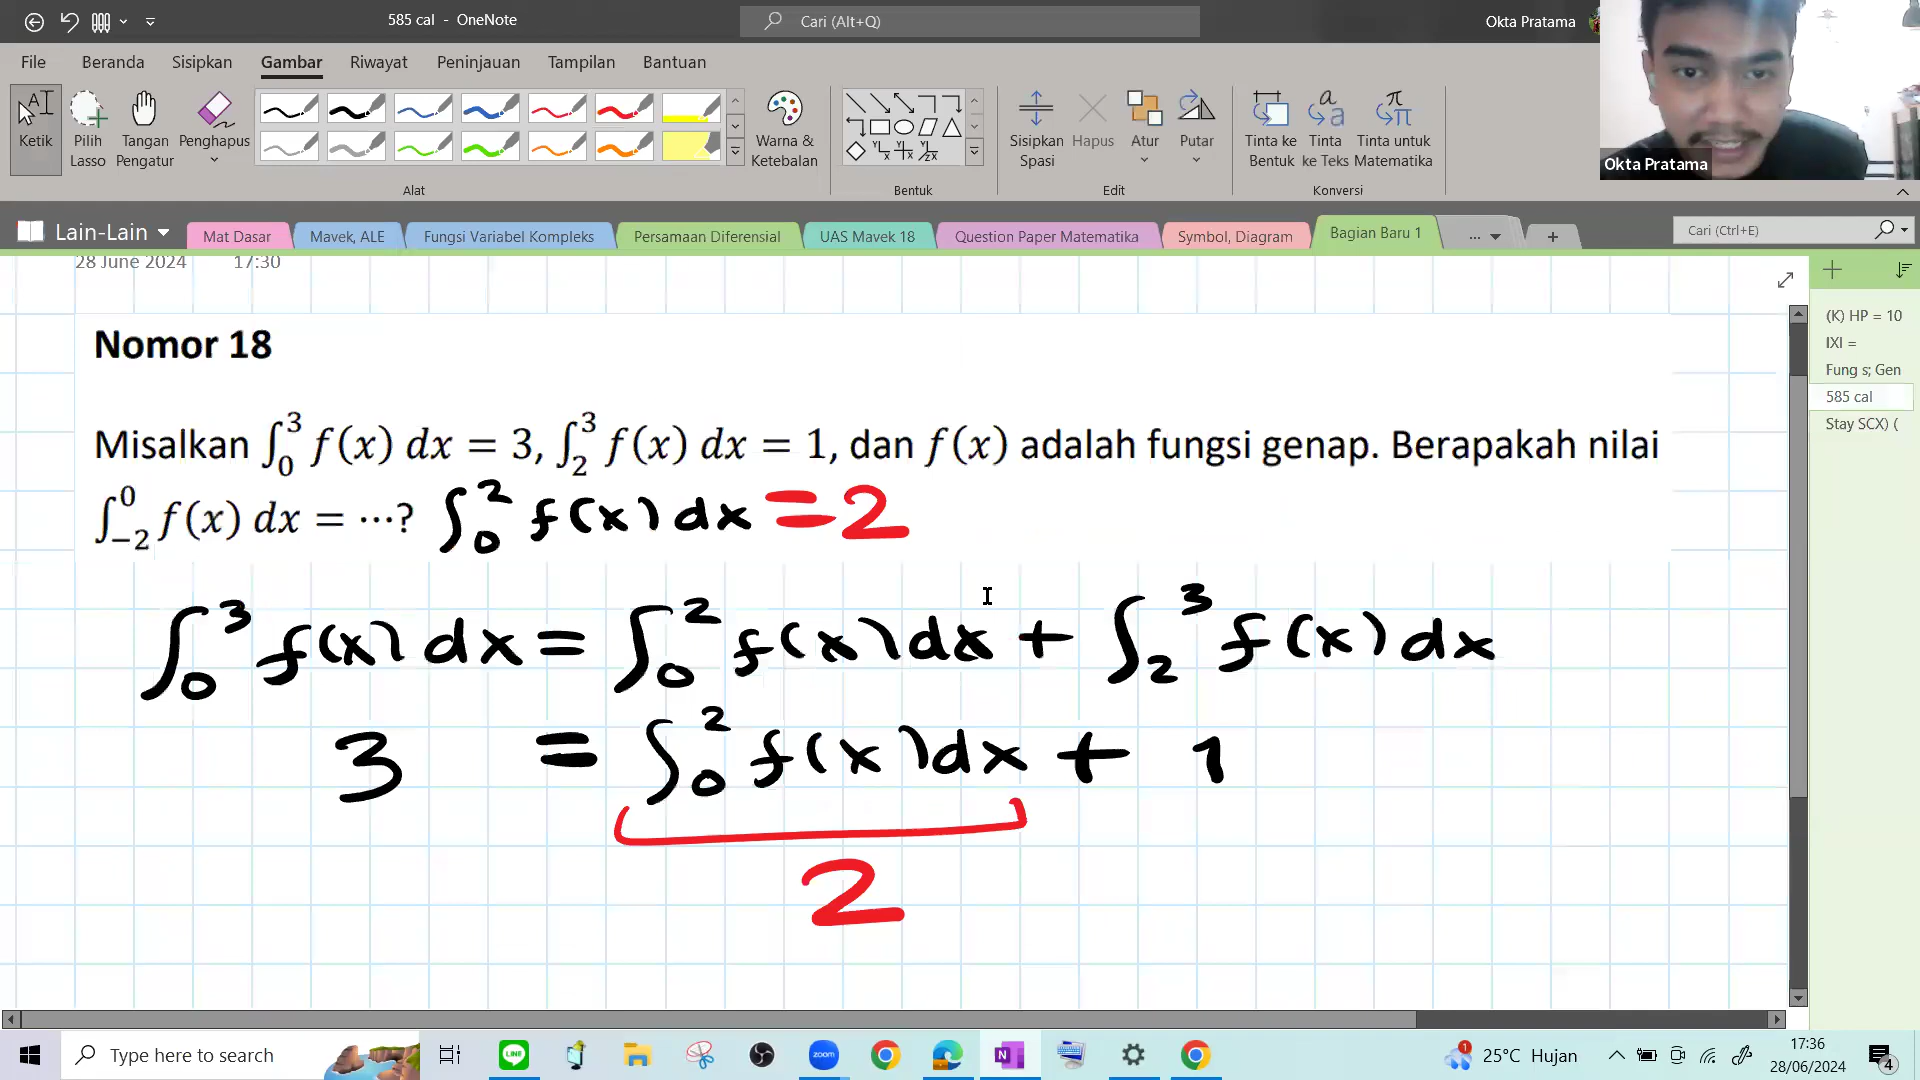 585 cal - OneNote
Cari (Alt+Q)
Okta Pratama
File Beranda Sisipkan Gambar Riwayat Peninjauan Tampilan Bantuan
Ketik
Pilih Lasso
Tangan Pengatur
Penghapus
Warna & Ketebalan
Sisipkan Spasi
Hapus
Atur
Putar
Tinta ke Bentuk
Tinta ke Teks
Tinta untuk Matematika
Okta Pratama
Alat Bentuk Edit Konversi
Lain-Lain Mat Dasar Mavek, ALE Fungsi Variabel Kompleks Persamaan Diferensial UAS Mavek 18 Question Paper Matematika Symbol, Diagram Bagian Baru 1 ... Cari (Ctrl+E)
28 June 2024 17:30
(K) HP = 10
IXI =
Fung s; Gen
585 cal
Stay SCX) (
Nomor 18
Misalkan ∫₀³ f(x) dx = 3, ∫₂³ f(x) dx = 1, dan f(x) adalah fungsi genap. Berapakah nilai
∫₋₂⁰ f(x) dx = ⋯? ∫₀² f(x) dx = 2
∫₀³ f(x) dx = ∫₀² f(x) dx + ∫₂³ f(x) dx
3 = ∫₀² f(x) dx + 1
2
Type here to search
zoom
25°C Hujan
17:36
28/06/2024
4